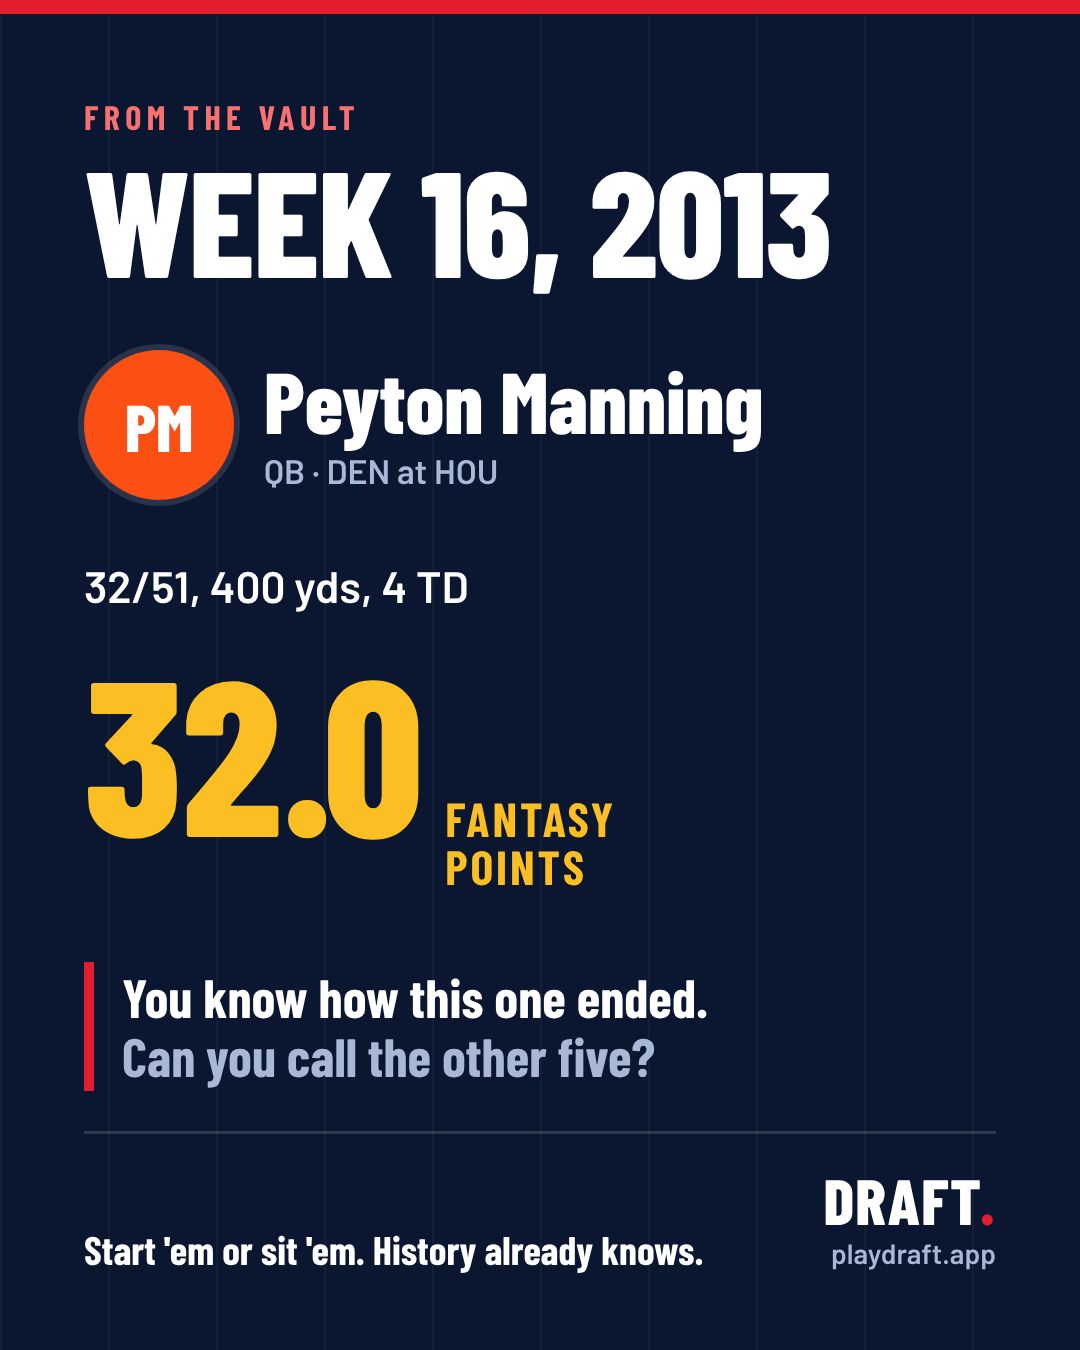 FROM THE VAULT
WEEK 16, 2013
PM
Peyton Manning
QB · DEN at HOU
32/51, 400 yds, 4 TD
32.0
FANTASY
POINTS
You know how this one ended.
Can you call the other five?
DRAFT.
Start 'em or sit 'em. History already knows.
playdraft.app